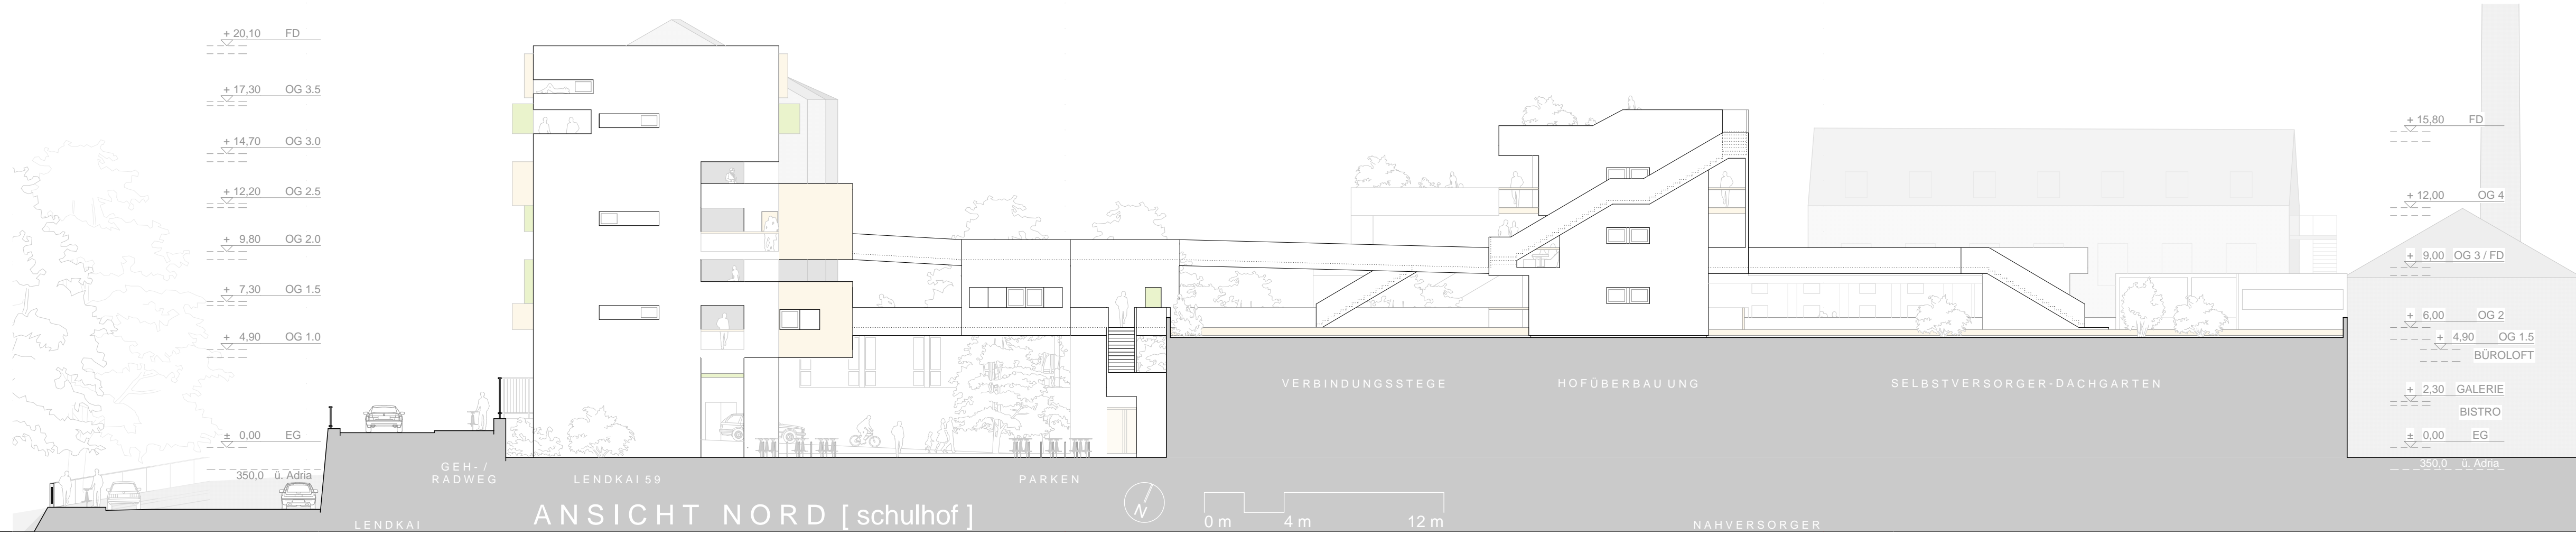 + 20,10 FD
+ 17,30 OG 3.5
+ 14,70 OG 3.0
+ 12,20 OG 2.5
+ 9,80 OG 2.0
+ 7,30 OG 1.5
+ 4,90 OG 1.0
± 0,00 EG
350,0 ü. Adria
GEH- /
RADWEG
LENDKAI
LENDKAI 59
PARKEN
ANSICHT NORD [ schulhof ]
N
0 m 4 m 12 m
VERBINDUNGSSTEGE
HOFÜBERBAU UNG
SELBSTVERSORGER-DACHGARTEN
NAHVERSORGER
+ 15,80 FD
+ 12,00 OG 4
+ 9,00 OG 3 / FD
+ 6,00 OG 2
+ 4,90 OG 1.5
BÜROLOFT
+ 2,30 GALERIE
BISTRO
± 0,00 EG
350,0 ü. Adria